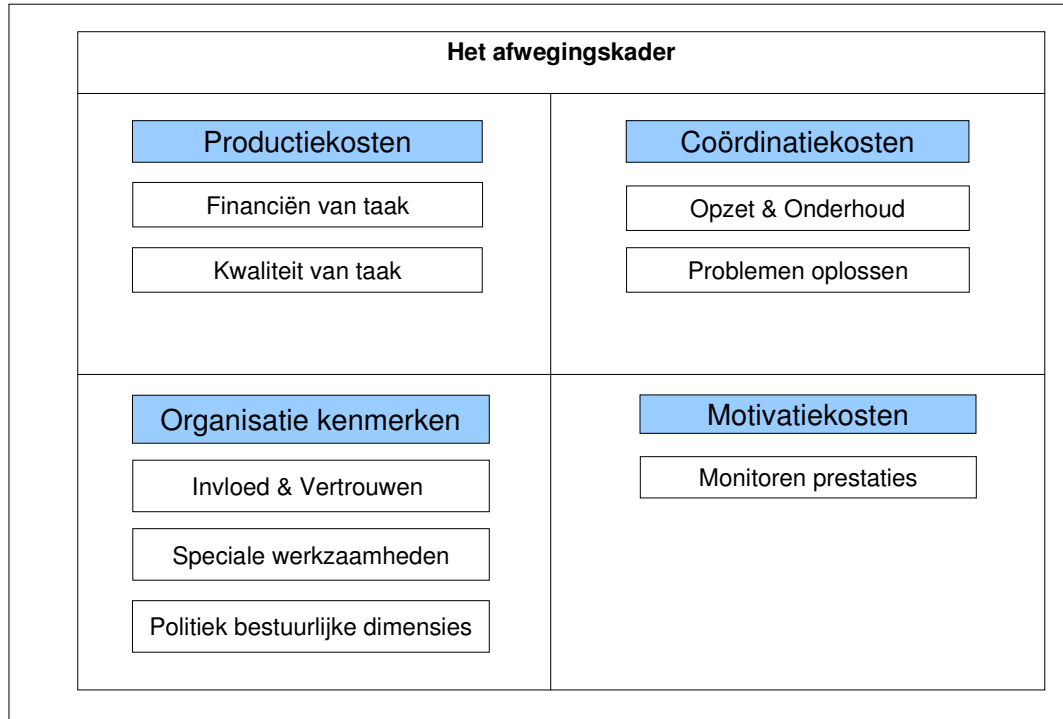 Het afwegingskader
Productiekosten
Financiën van taak
Kwaliteit van taak
Coördinatiekosten
Opzet & Onderhoud
Problemen oplossen
Organisatie kenmerken
Invloed & Vertrouwen
Speciale werkzaamheden
Politiek bestuurlijke dimensies
Motivatiekosten
Monitoren prestaties